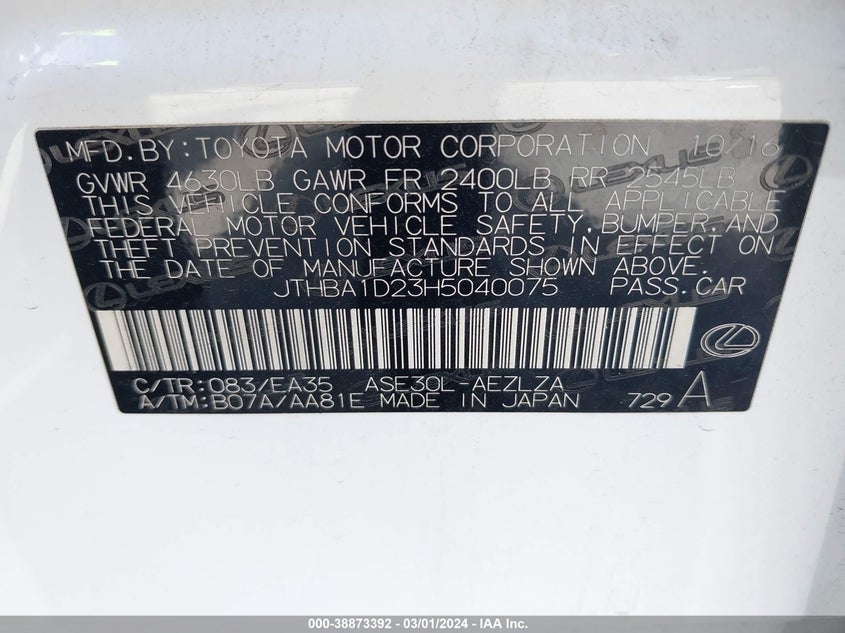 MFD.BY:TOYOTA MOTOR CORPORATION 10/16
GVWR 4630LB GAWR FR 2400LB RR 2545LB
THIS VEHICLE CONFORMS TO ALL APPLICABLE
FEDERAL MOTOR VEHICLE SAFETY,BUMPER,AND
THEFT PREVENTION STANDARDS IN EFFECT ON
THE DATE OF MANUFACTURE SHOWN ABOVE.
JTHBA1D23H5040075 PASS.CAR
C/TR:083/EA35 ASE30L-AEZLZA
A/TM:B07A/AA81E MADE IN JAPAN 729 A
000-38873392 - 03/01/2024 - IAA Inc.